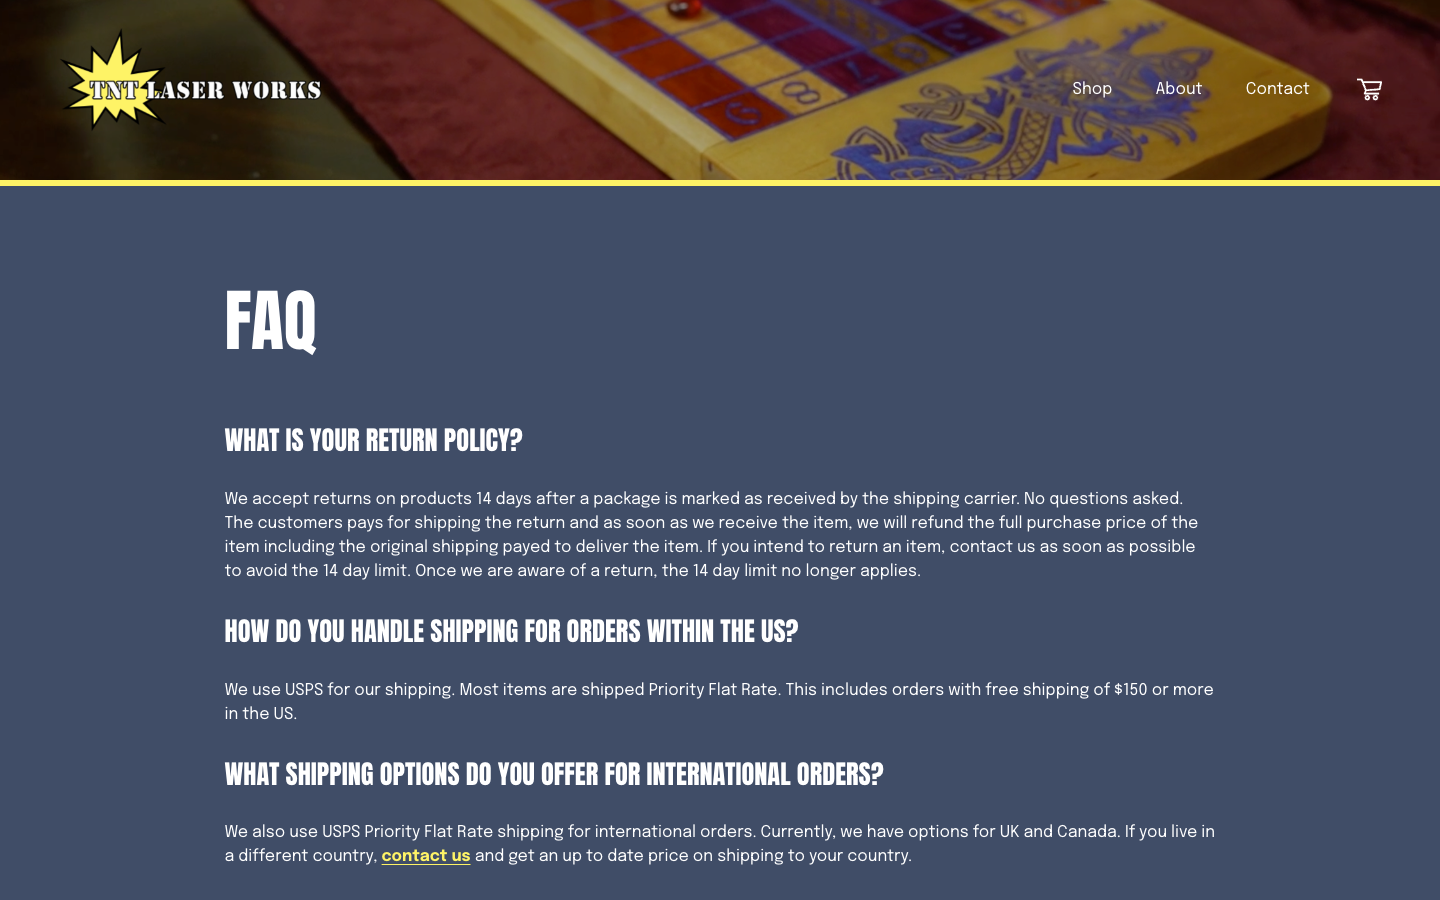 TNT LASER WORKS
Shop
About
Contact
8
FAQ
WHAT IS YOUR RETURN POLICY?
We accept returns on products 14 days after a package is marked as received by the shipping carrier. No questions asked.
The customers pays for shipping the return and as soon as we receive the item, we will refund the full purchase price of the
item including the original shipping payed to deliver the item. If you intend to return an item, contact us as soon as possible
to avoid the 14 day limit. Once we are aware of a return, the 14 day limit no longer applies.
HOW DO YOU HANDLE SHIPPING FOR ORDERS WITHIN THE US?
We use USPS for our shipping. Most items are shipped Priority Flat Rate. This includes orders with free shipping of $150 or more
in the US.
WHAT SHIPPING OPTIONS DO YOU OFFER FOR INTERNATIONAL ORDERS?
We also use USPS Priority Flat Rate shipping for international orders. Currently, we have options for UK and Canada. If you live in
a different country, contact us and get an up to date price on shipping to your country.